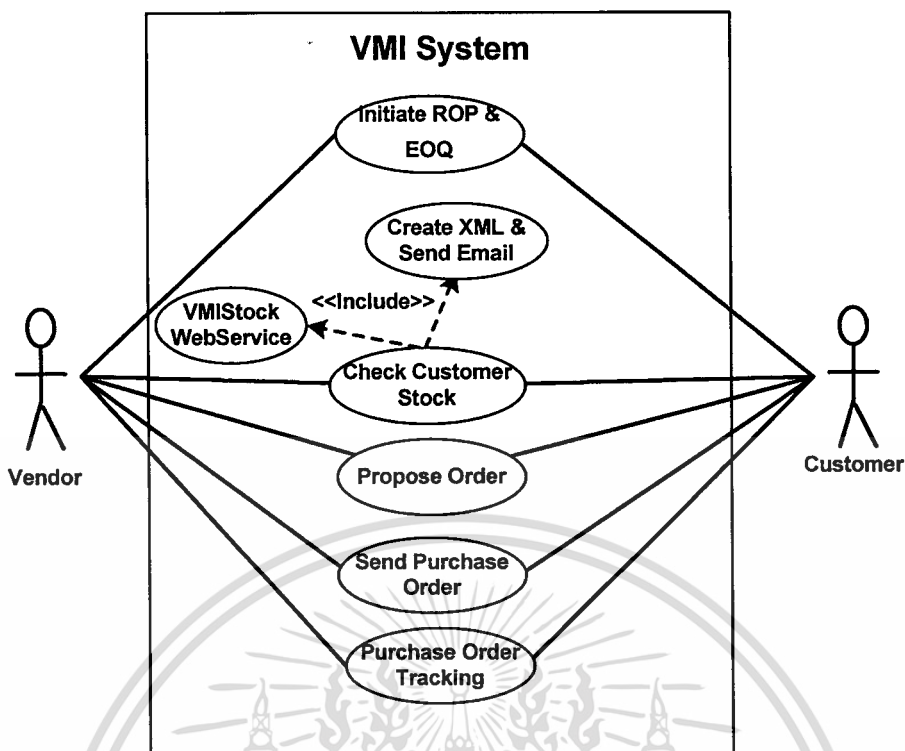 VMI System
Initiate ROP &
EOQ
Create XML &
Send Email
<<Include>>
VMIStock
WebService
Check Customer
Stock
Vendor
Customer
Propose Order
Send Purchase
Order
Purchase Order
Tracking